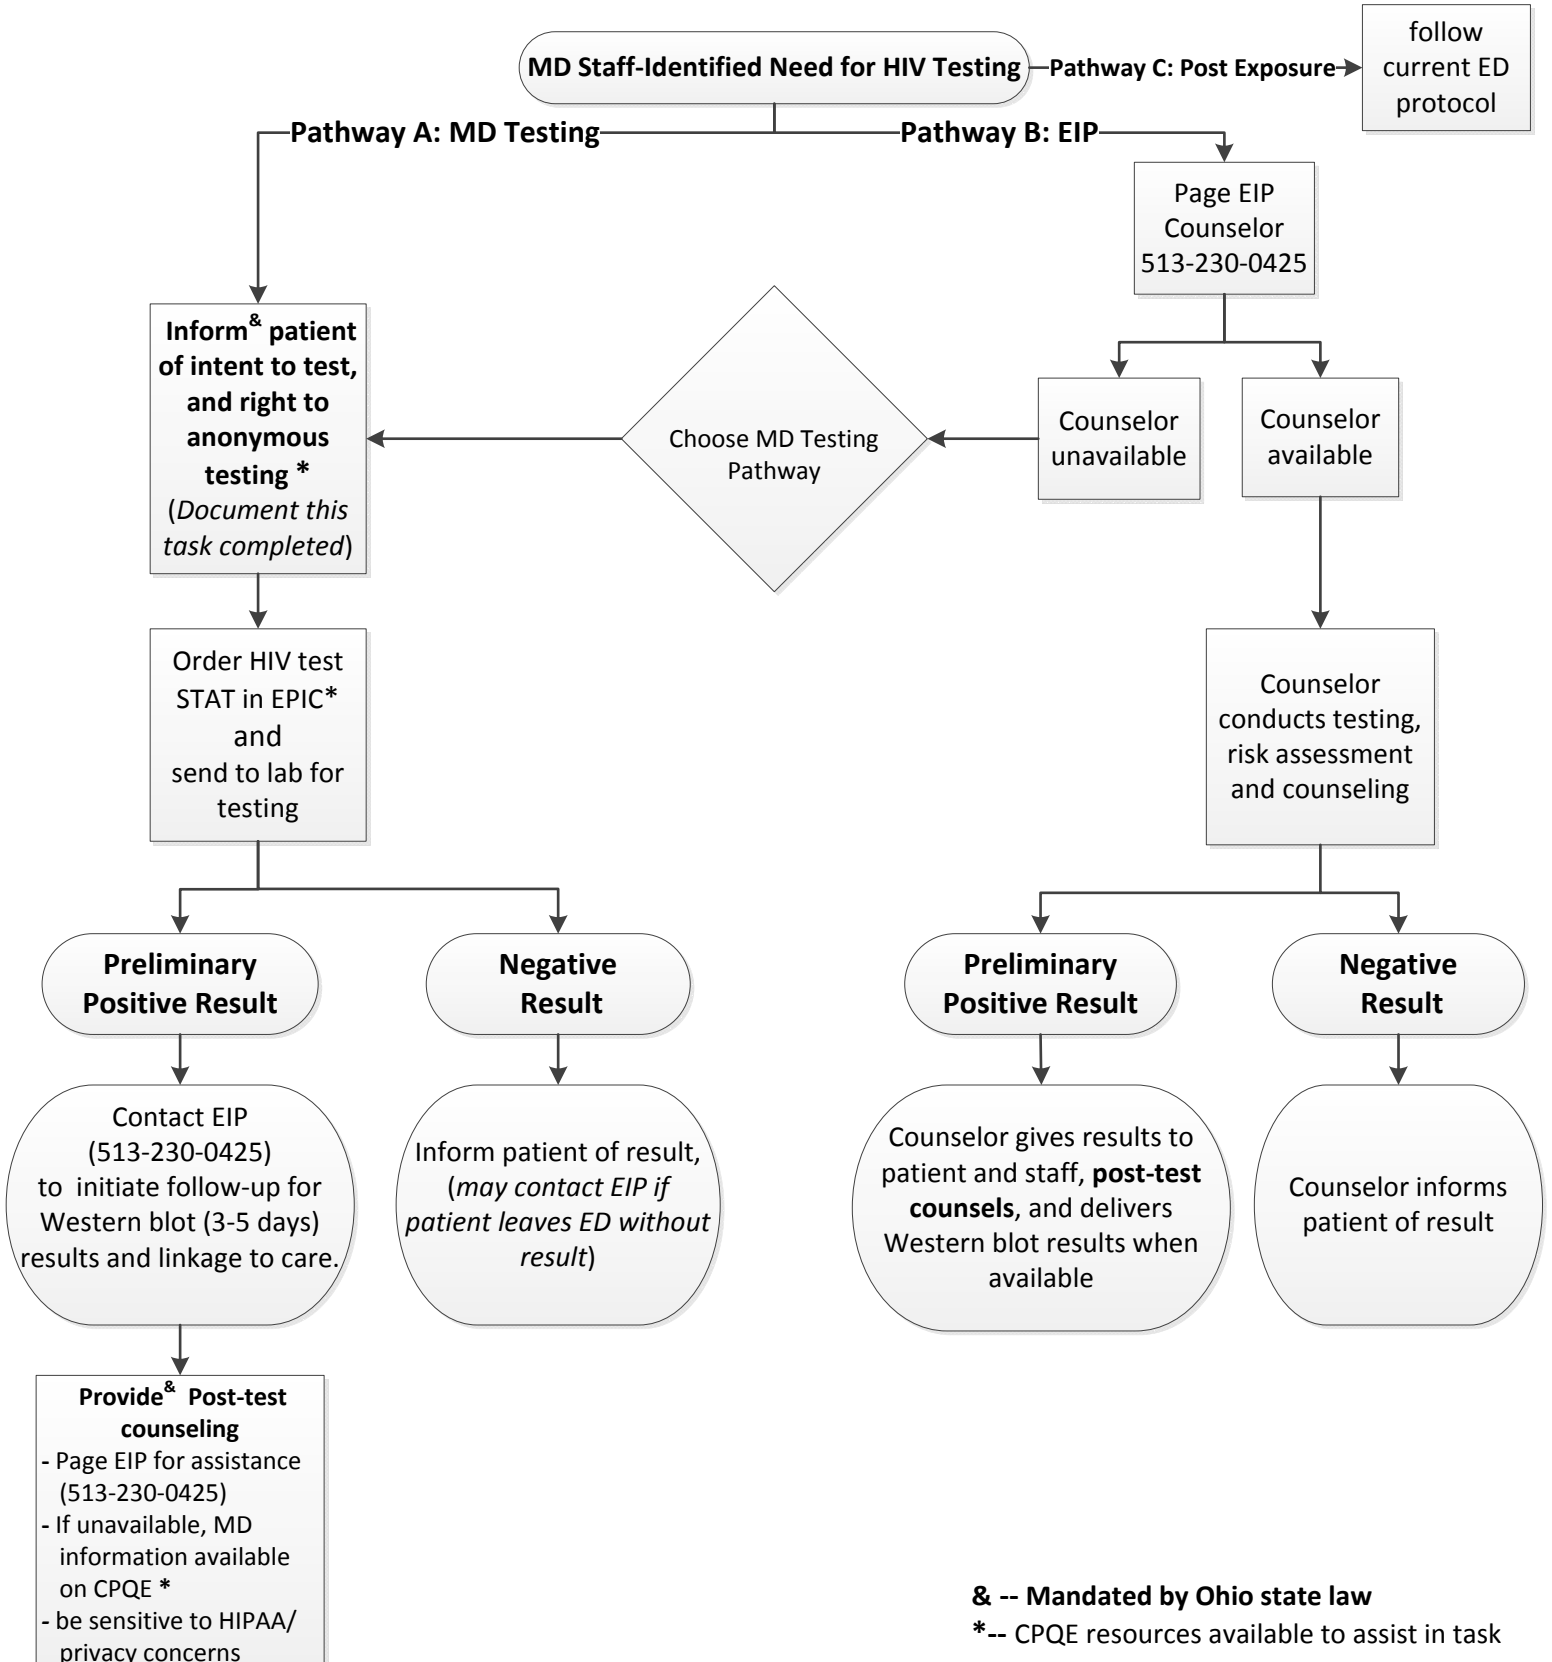 MD Staff-Identified Need for HIV Testing
Pathway C: Post Exposure
follow
current ED
protocol
Pathway A: MD Testing
Pathway B: EIP
Page EIP
Counselor
513-230-0425
Inform& patient
of intent to test,
and right to
anonymous
testing *
(Document this
task completed)
Choose MD Testing
Pathway
Counselor
unavailable
Counselor
available
Order HIV test
STAT in EPIC*
and
send to lab for
testing
Counselor
conducts testing,
risk assessment
and counseling
Preliminary
Positive Result
Negative
Result
Preliminary
Positive Result
Negative
Result
Contact EIP
(513-230-0425)
to initiate follow-up for
Western blot (3-5 days)
results and linkage to care.
Inform patient of result,
(may contact EIP if
patient leaves ED without
result)
Counselor gives results to
patient and staff, post-test
counsels, and delivers
Western blot results when
available
Counselor informs
patient of result
Provide& Post-test
counseling
- Page EIP for assistance
(513-230-0425)
- If unavailable, MD
information available
on CPQE *
- be sensitive to HIPAA/
privacy concerns
& -- Mandated by Ohio state law
*-- CPQE resources available to assist in task